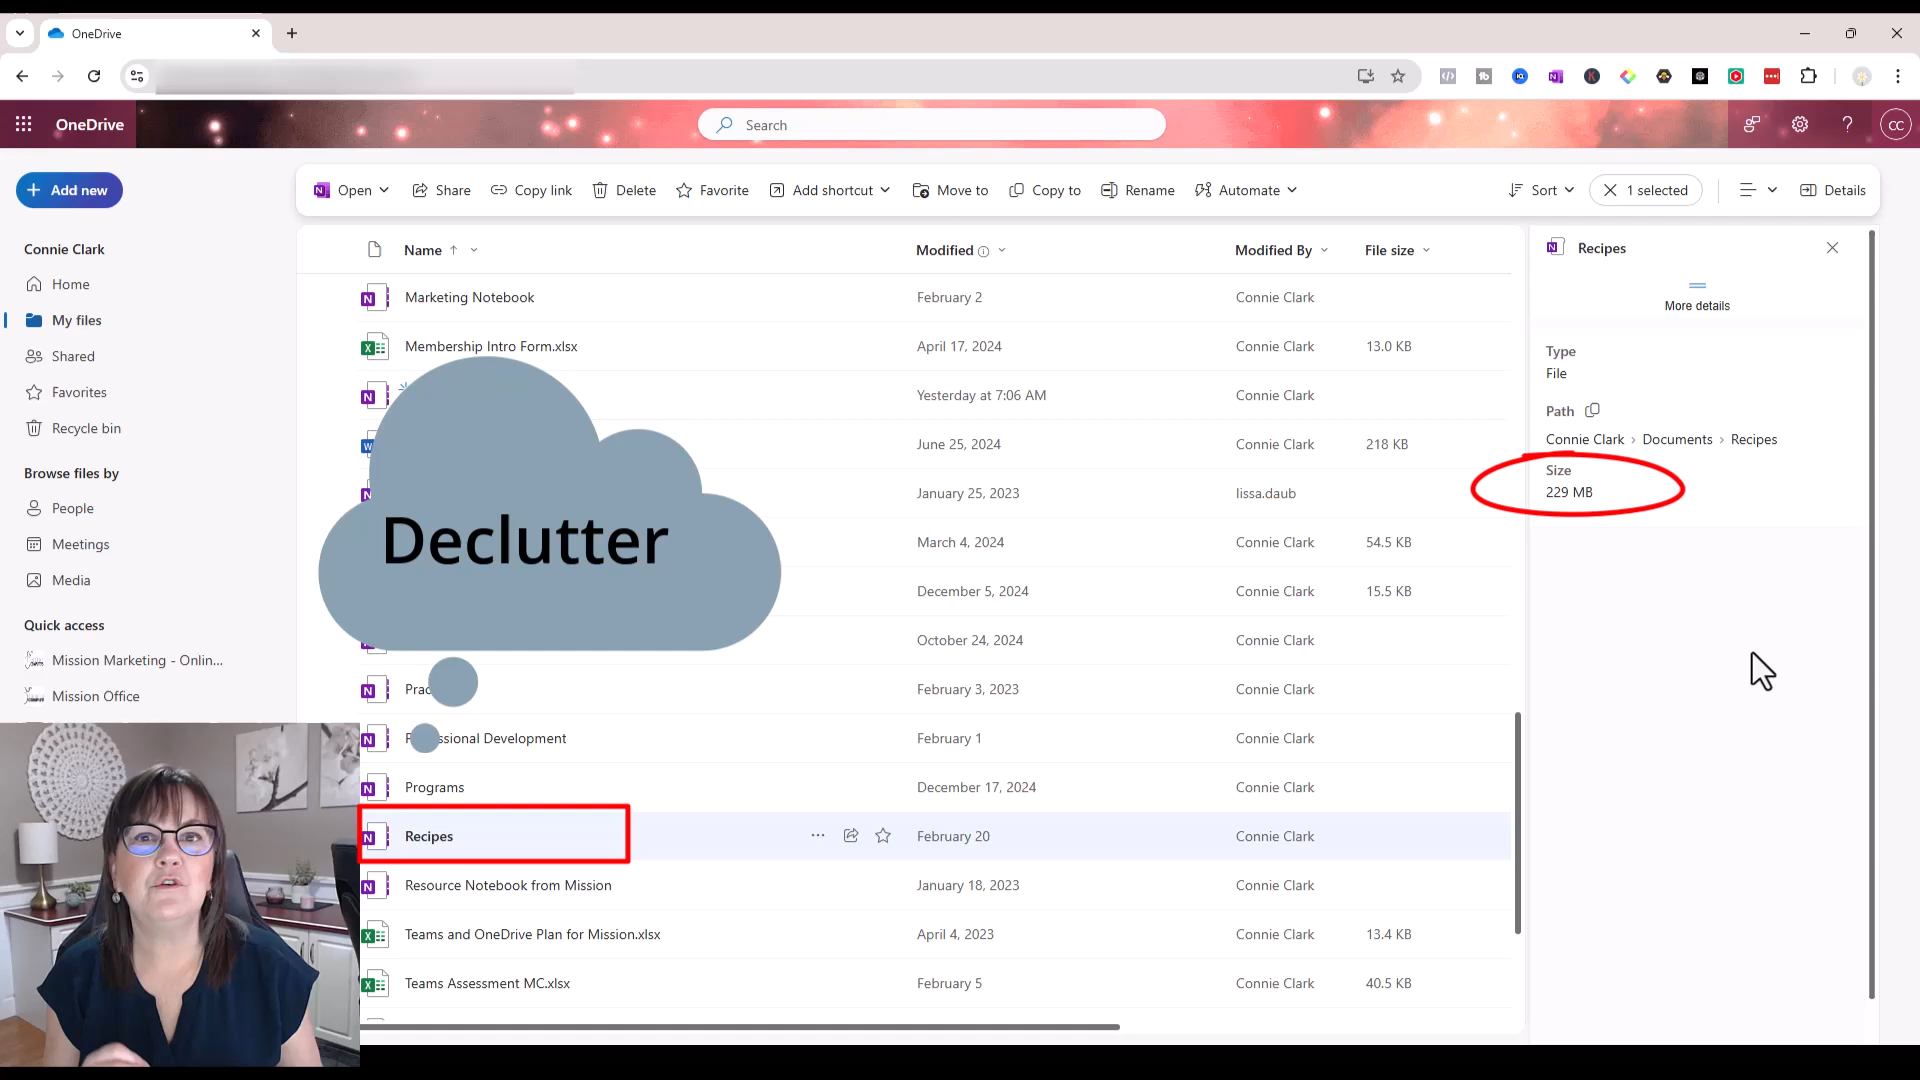 OneDrive
OneDrive
Search
CC
Add new
Open
Share
Copy link
Delete
Favorite
Add shortcut
Move to
Copy to
Rename
Automate
Sort
1 selected
Details
Connie Clark
Home
My files
Shared
Favorites
Recycle bin
Browse files by
People
Meetings
Media
Quick access
Mission Marketing - Onlin...
Mission Office
Name Modified Modified By File size
Marketing Notebook February 2 Connie Clark
Membership Intro Form.xlsx April 17, 2024 Connie Clark 13.0 KB
Yesterday at 7:06 AM Connie Clark
June 25, 2024 Connie Clark 218 KB
January 25, 2023 lissa.daub
March 4, 2024 Connie Clark 54.5 KB
Declutter
December 5, 2024 Connie Clark 15.5 KB
October 24, 2024 Connie Clark
February 3, 2023 Connie Clark
Development February 1 Connie Clark
Programs December 17, 2024 Connie Clark
Recipes February 20 Connie Clark
Resource Notebook from Mission January 18, 2023 Connie Clark
Teams and OneDrive Plan for Mission.xlsx April 4, 2023 Connie Clark 13.4 KB
Teams Assessment MC.xlsx February 5 Connie Clark 40.5 KB
Recipes
More details
Type
File
Path
Connie Clark > Documents > Recipes
Size
229 MB